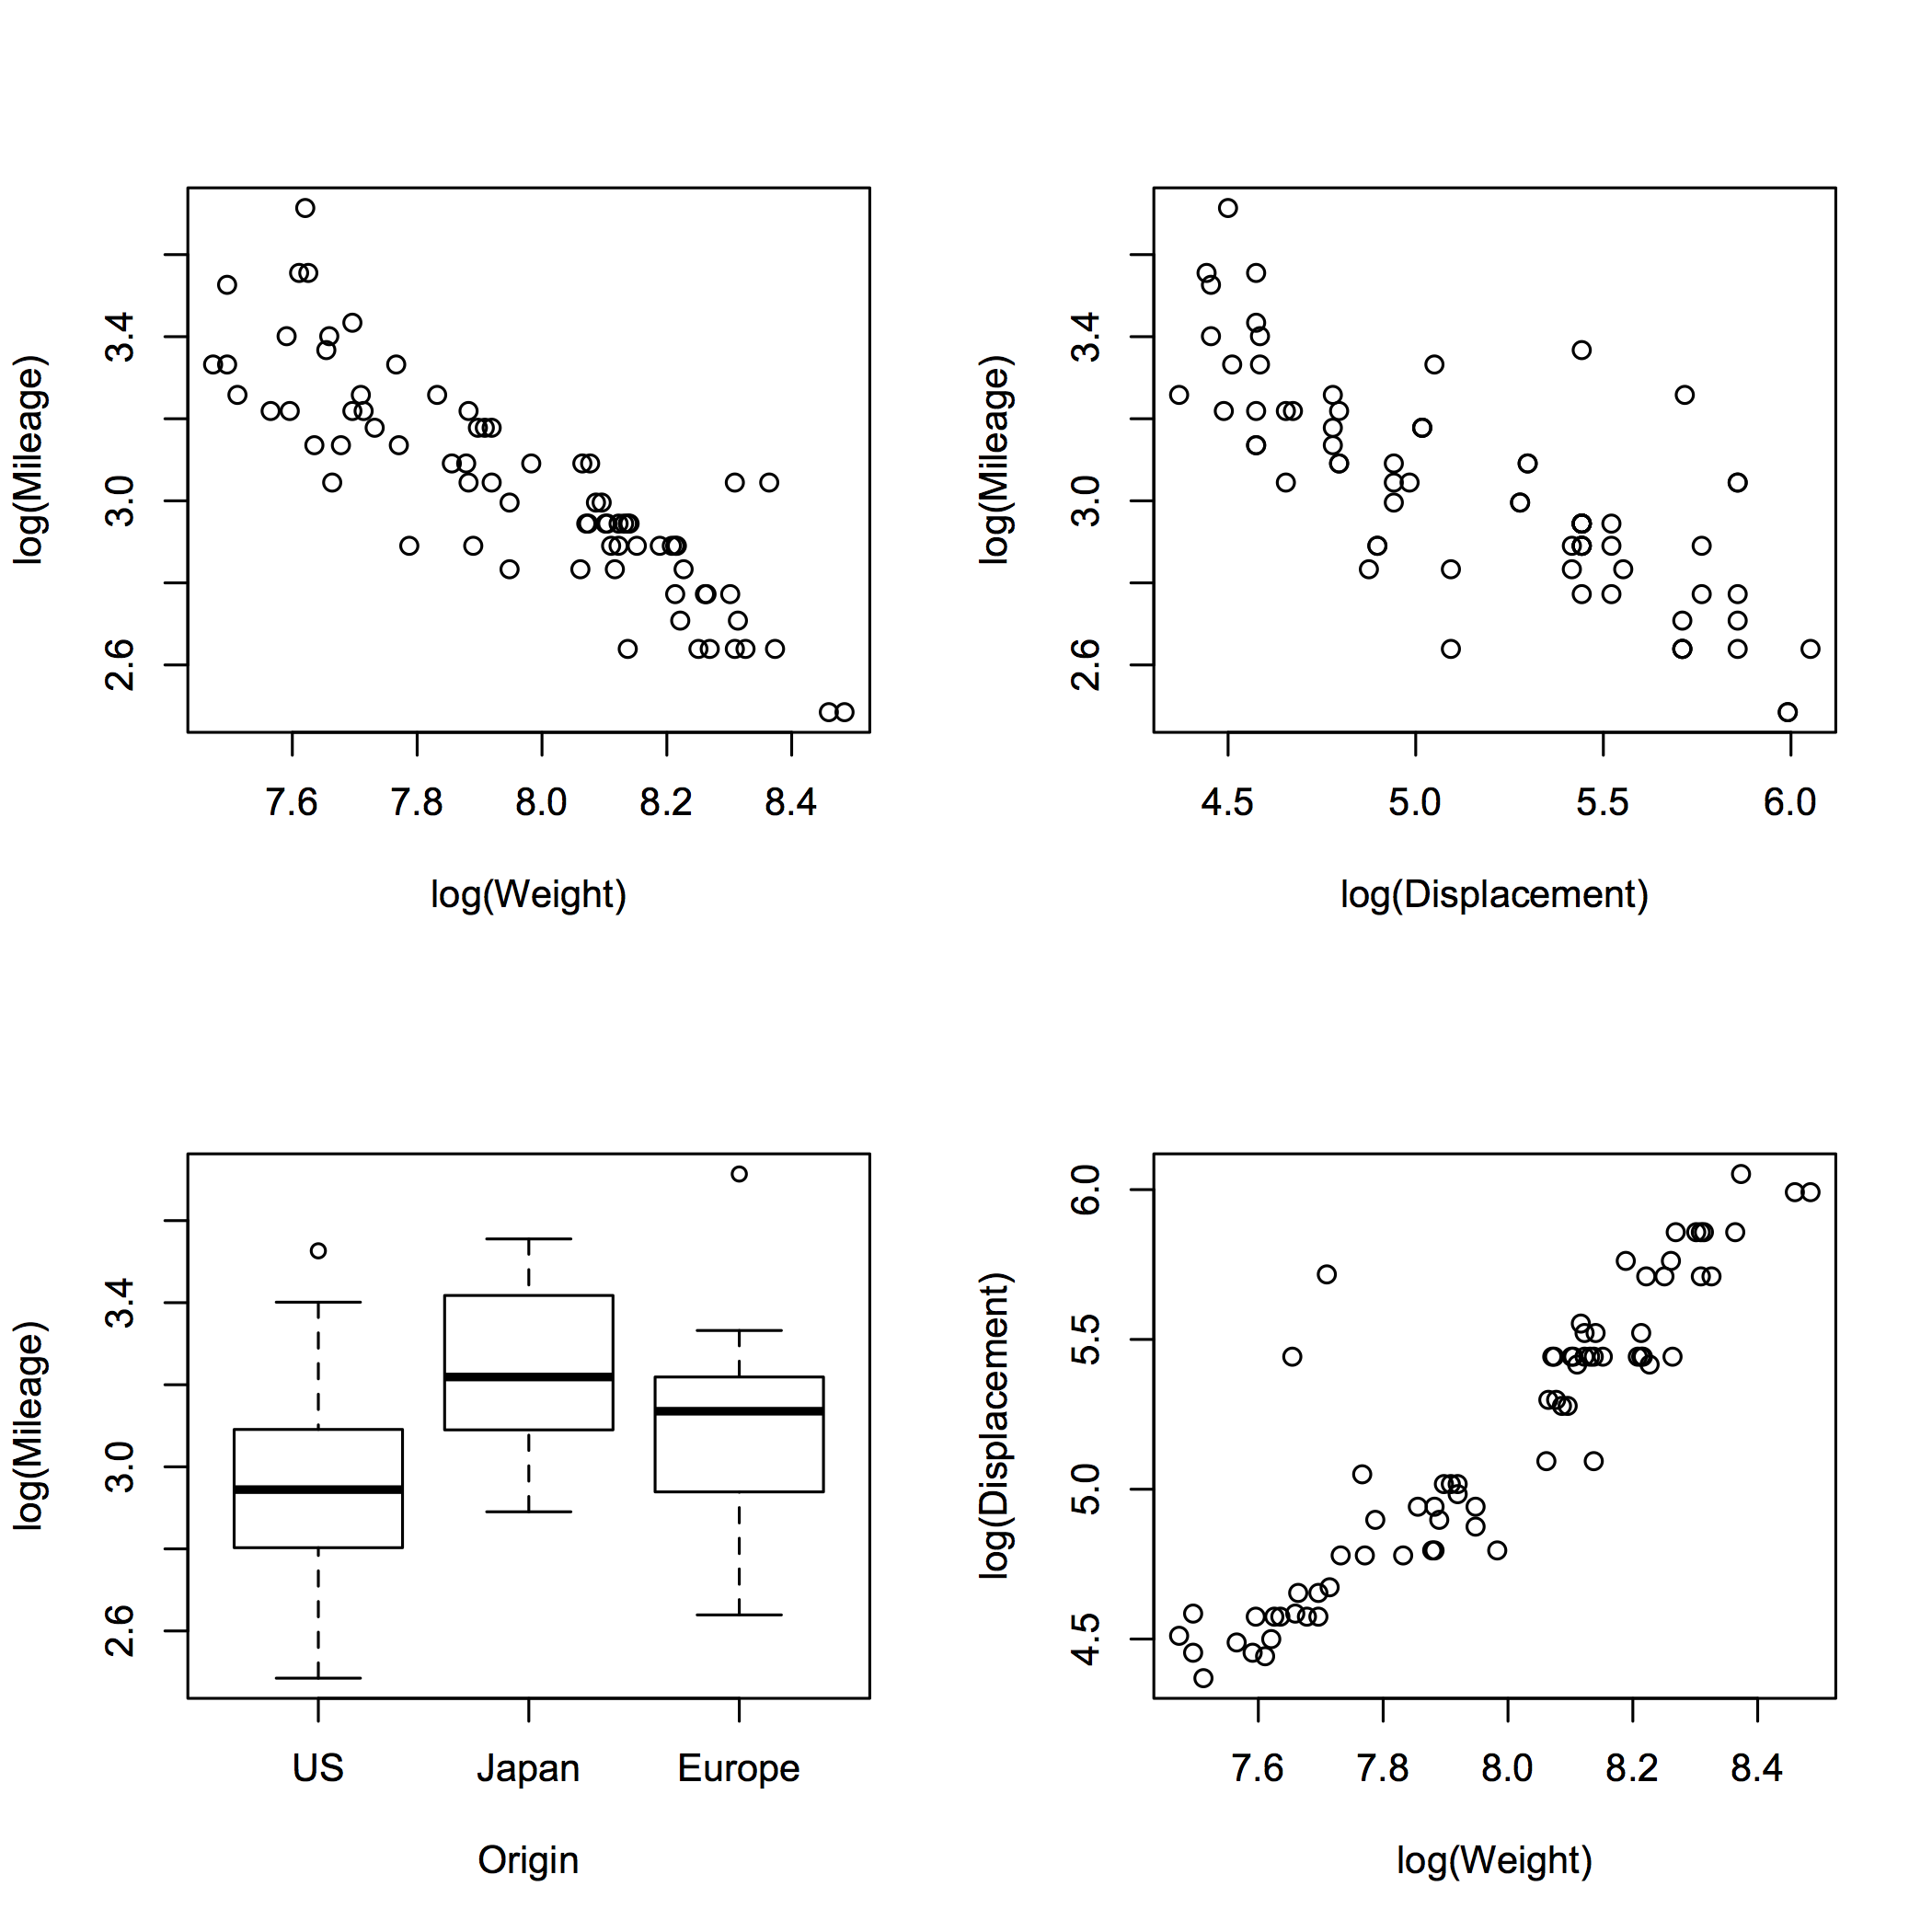 log(Mileage)
3.4
3.0
2.6
7.6 7.8 8.0 8.2 8.4
log(Weight)
log(Mileage)
3.4
3.0
2.6
4.5 5.0 5.5 6.0
log(Displacement)
log(Mileage)
3.4
3.0
2.6
US Japan Europe
Origin
log(Displacement)
6.0
5.5
5.0
4.5
7.6 7.8 8.0 8.2 8.4
log(Weight)